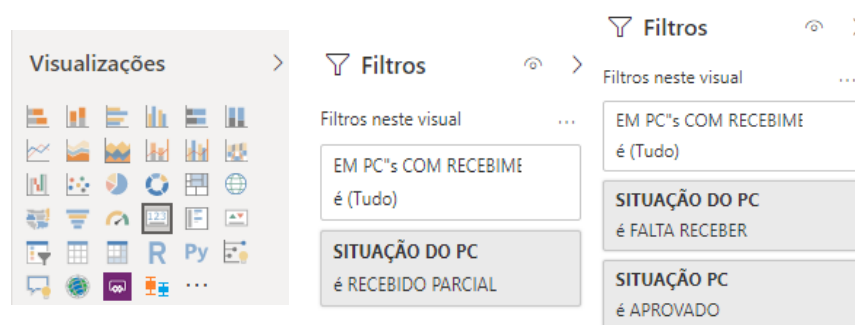 Visualizações
123
R Py
Filtros
Filtros neste visual
EM PC"s COM RECEBIME
é (Tudo)
SITUAÇÃO DO PC
é RECEBIDO PARCIAL
Filtros
Filtros neste visual
EM PC"s COM RECEBIME
é (Tudo)
SITUAÇÃO DO PC
é FALTA RECEBER
SITUAÇÃO PC
é APROVADO